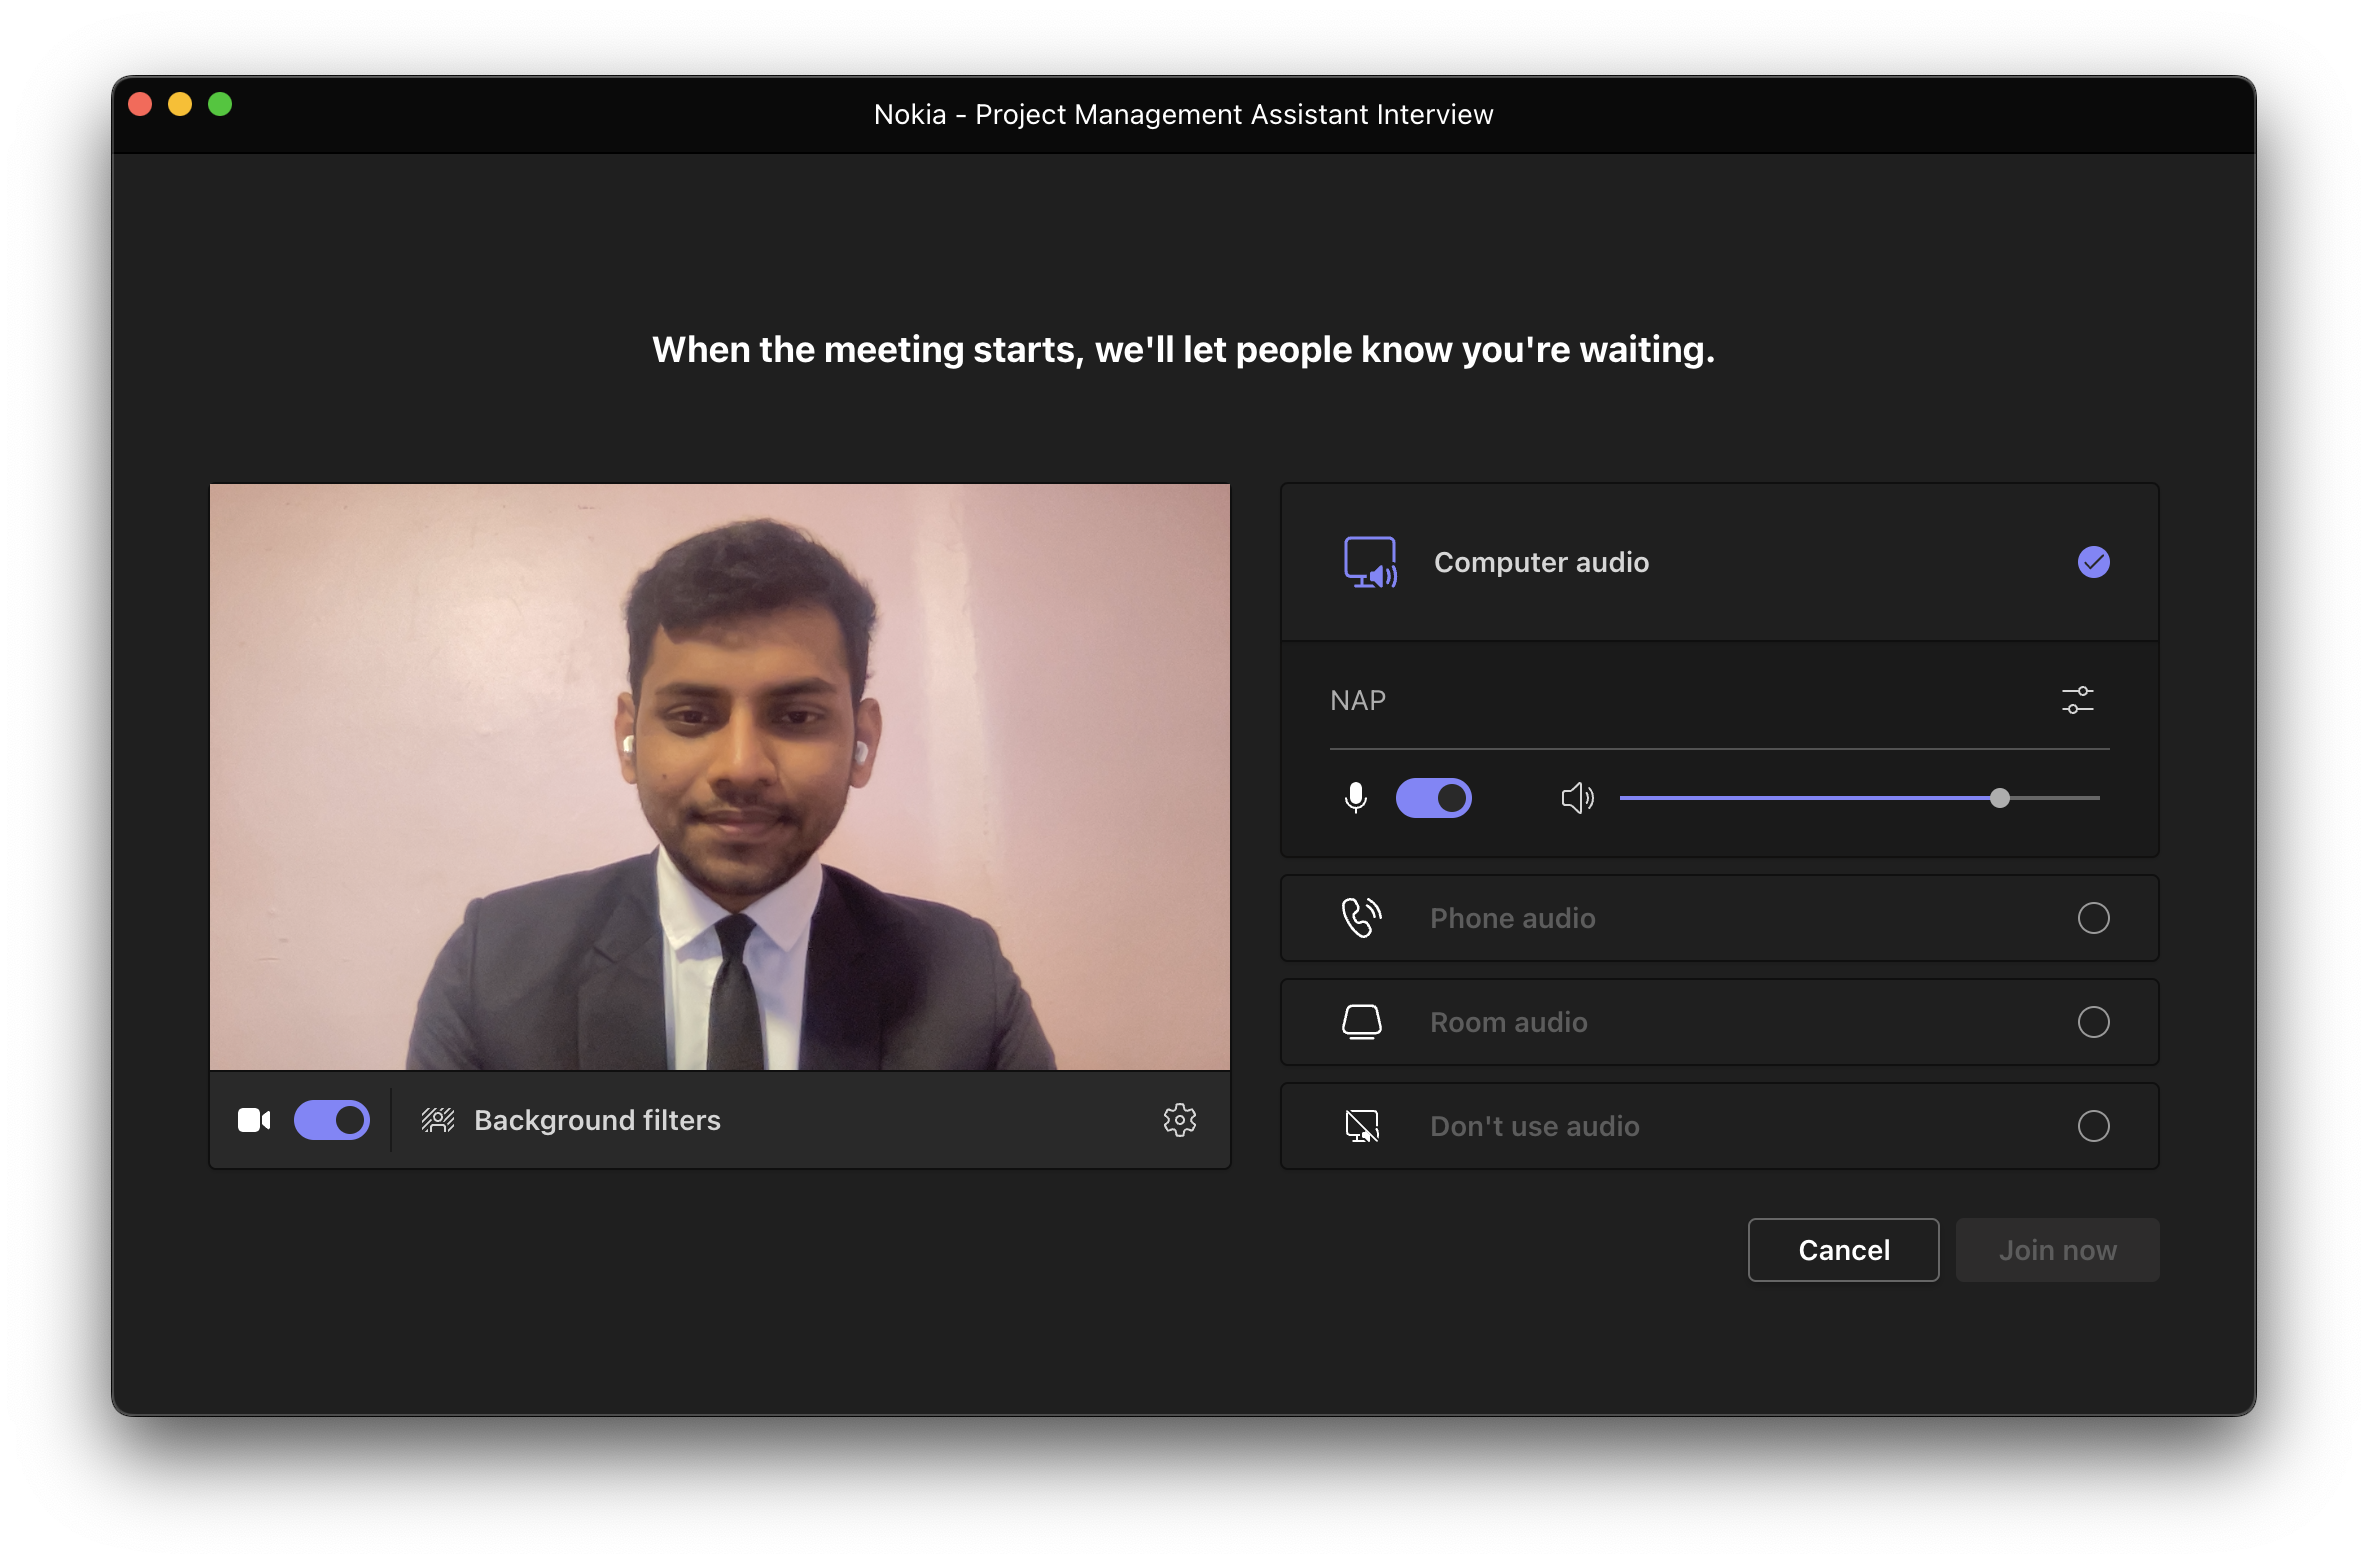 Nokia - Project Management Assistant Interview
When the meeting starts, we'll let people know you're waiting.
Computer audio
NAP
Phone audio
Room audio
Background filters
Don't use audio
Cancel
Join now